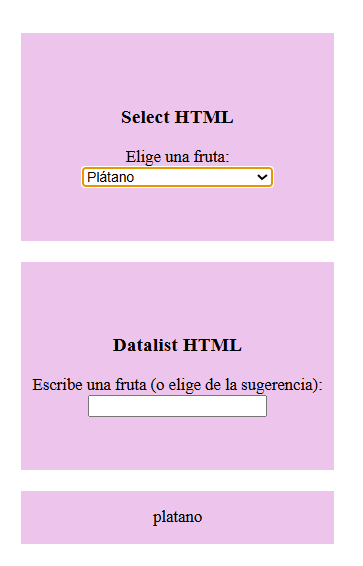 Select HTML
Elige una fruta:
Plátano
Datalist HTML
Escribe una fruta (o elige de la sugerencia):
platano